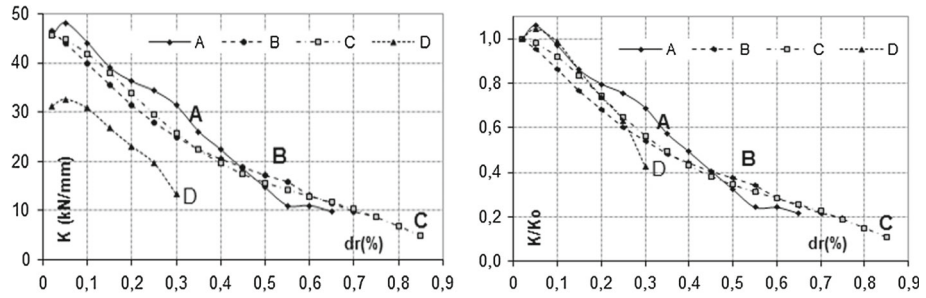 50
40
30
20
10
0
K (kN/mm)
A B C D
A
B
C
D
dr(%)
0 0,1 0,2 0,3 0,4 0,5 0,6 0,7 0,8 0,9
1,0
0,8
0,6
0,4
0,2
0,0
K/Ko
A B C D
A
B
C
D
dr(%)
0 0,1 0,2 0,3 0,4 0,5 0,6 0,7 0,8 0,9